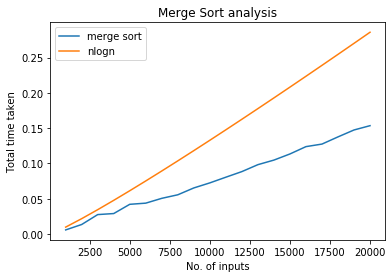 Merge Sort analysis
merge sort
nlogn
Total time taken
0.25
0.20
0.15
0.10
0.05
0.00
2500 5000 7500 10000 12500 15000 17500 20000
No. of inputs